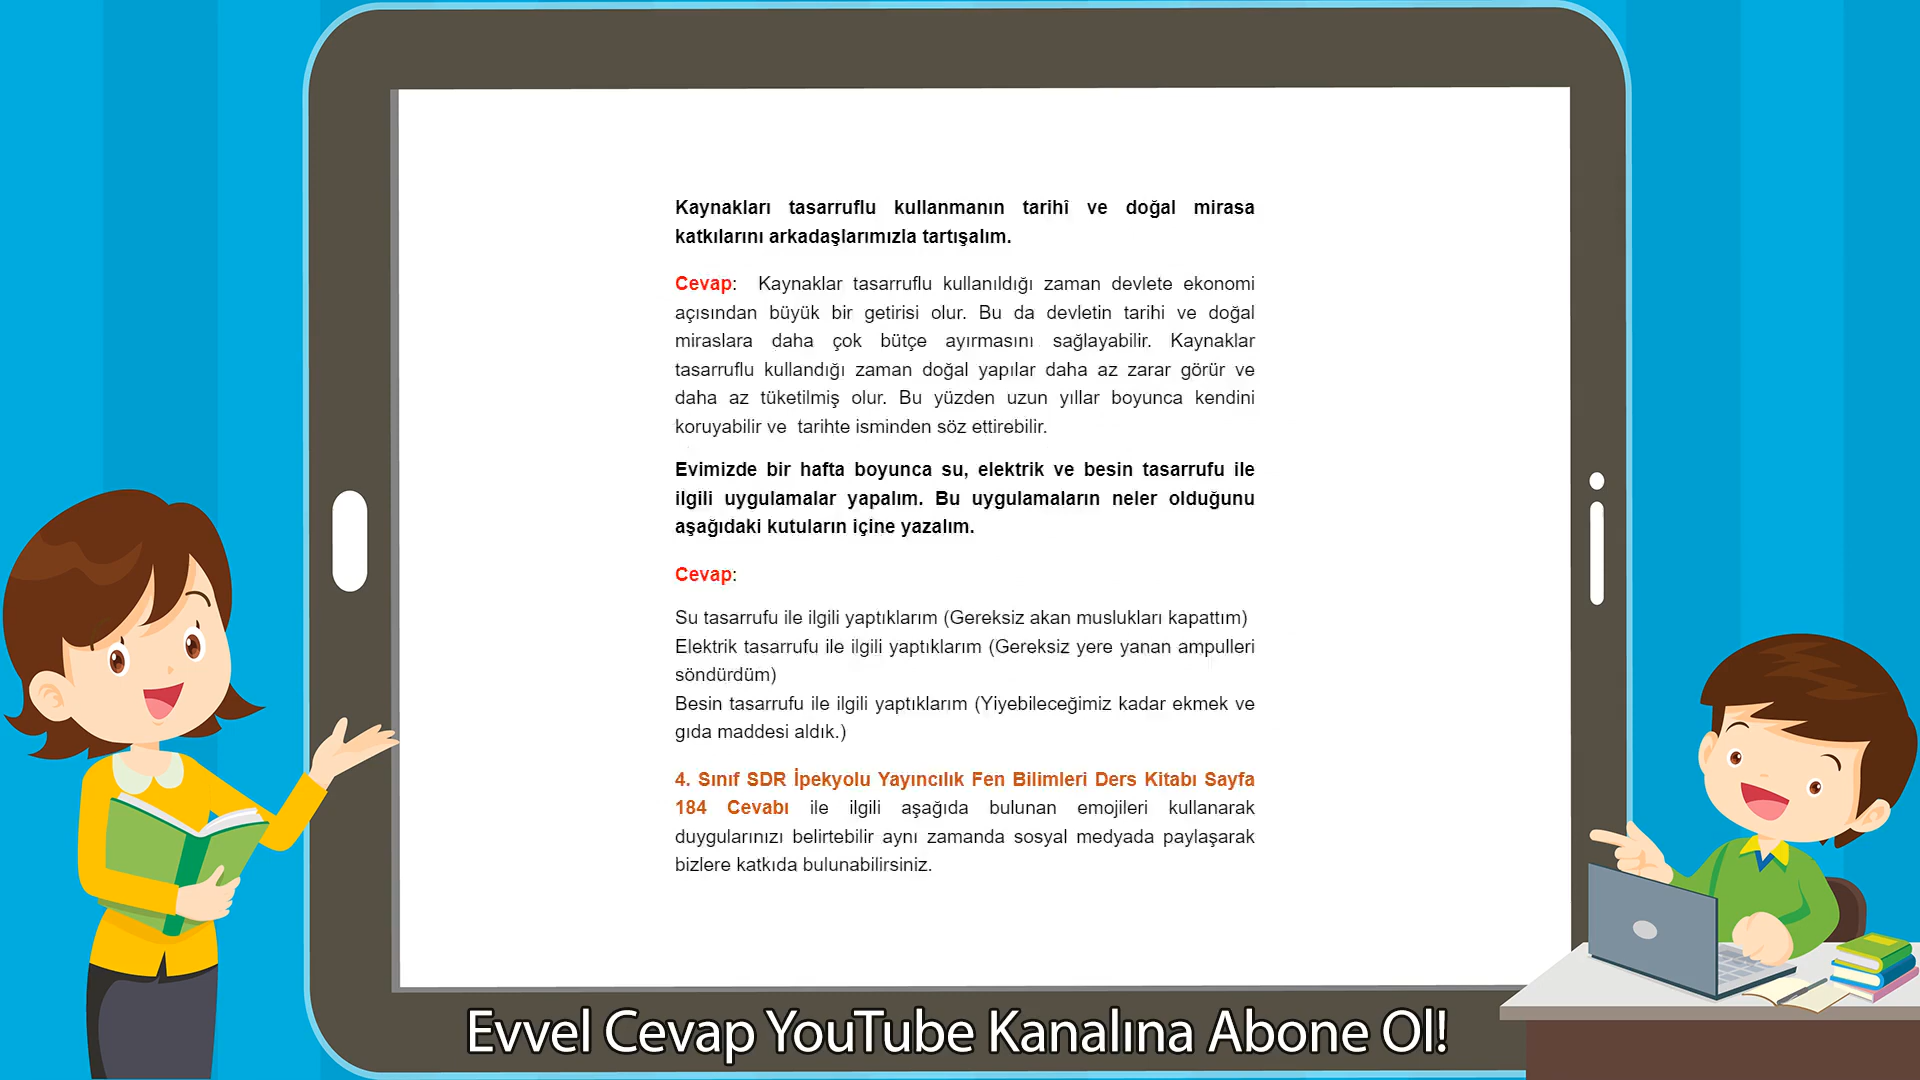 Kaynakları tasarruflu kullanmanın tarihî ve doğal mirasa
katkılarını arkadaşlarımızla tartışalım.
Cevap: Kaynaklar tasarruflu kullanıldığı zaman devlete ekonomi
açısından büyük bir getirisi olur. Bu da devletin tarihi ve doğal
miraslara daha çok bütçe ayırmasını sağlayabilir. Kaynaklar
tasarruflu kullandığı zaman doğal yapılar daha az zarar görür ve
daha az tüketilmiş olur. Bu yüzden uzun yıllar boyunca kendini
koruyabilir ve tarihte isminden söz ettirebilir.
Evimizde bir hafta boyunca su, elektrik ve besin tasarrufu ile
ilgili uygulamalar yapalım. Bu uygulamaların neler olduğunu
aşağıdaki kutuların içine yazalım.
Cevap:
Su tasarrufu ile ilgili yaptıklarım (Gereksiz akan muslukları kapattım)
Elektrik tasarrufu ile ilgili yaptıklarım (Gereksiz yere yanan ampulleri
söndürdüm)
Besin tasarrufu ile ilgili yaptıklarım (Yiyebileceğimiz kadar ekmek ve
gıda maddesi aldık.)
4. Sınıf SDR İpekyolu Yayıncılık Fen Bilimleri Ders Kitabı Sayfa
184 Cevabı ile ilgili aşağıda bulunan emojileri kullanarak
duygularınızı belirtebilir aynı zamanda sosyal medyada paylaşarak
bizlere katkıda bulunabilirsiniz.
Evvel Cevap YouTube Kanalına Abone Ol!